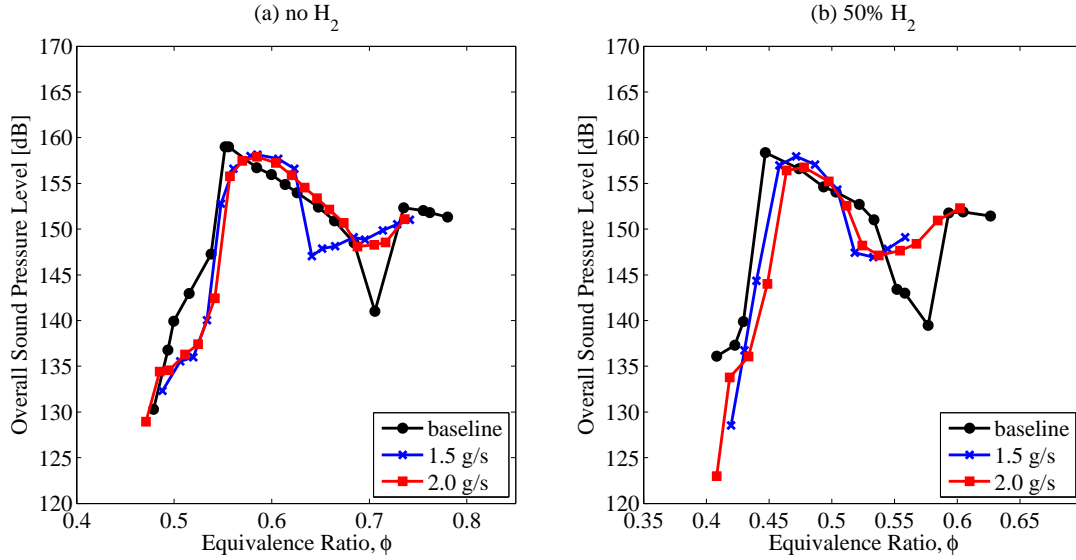 (a) no H2
Overall Sound Pressure Level [dB]
170
165
160
155
150
145
140
135
130
125
120
0.4
0.5
0.6
0.7
0.8
Equivalence Ratio, ϕ
baseline
1.5 g/s
2.0 g/s
(b) 50% H2
Overall Sound Pressure Level [dB]
170
165
160
155
150
145
140
135
130
125
120
0.35
0.4
0.45
0.5
0.55
0.6
0.65
Equivalence Ratio, ϕ
baseline
1.5 g/s
2.0 g/s